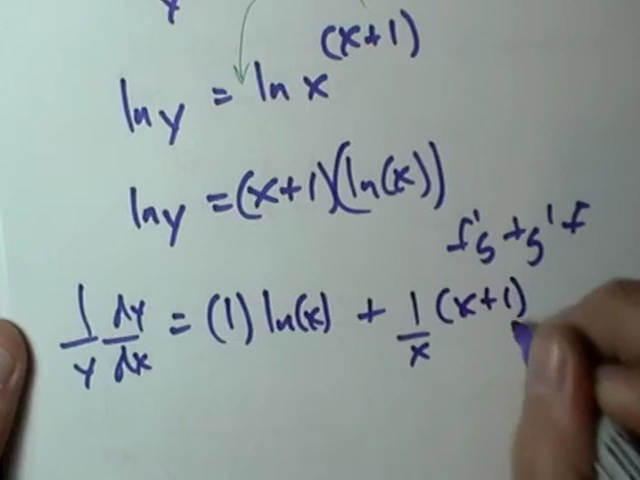 y
ln y = ln x^(x+1)
ln y = (x+1)(ln(x))
f'g + g'f
1/y dy/dx = (1) ln(x) + 1/x (x+1)